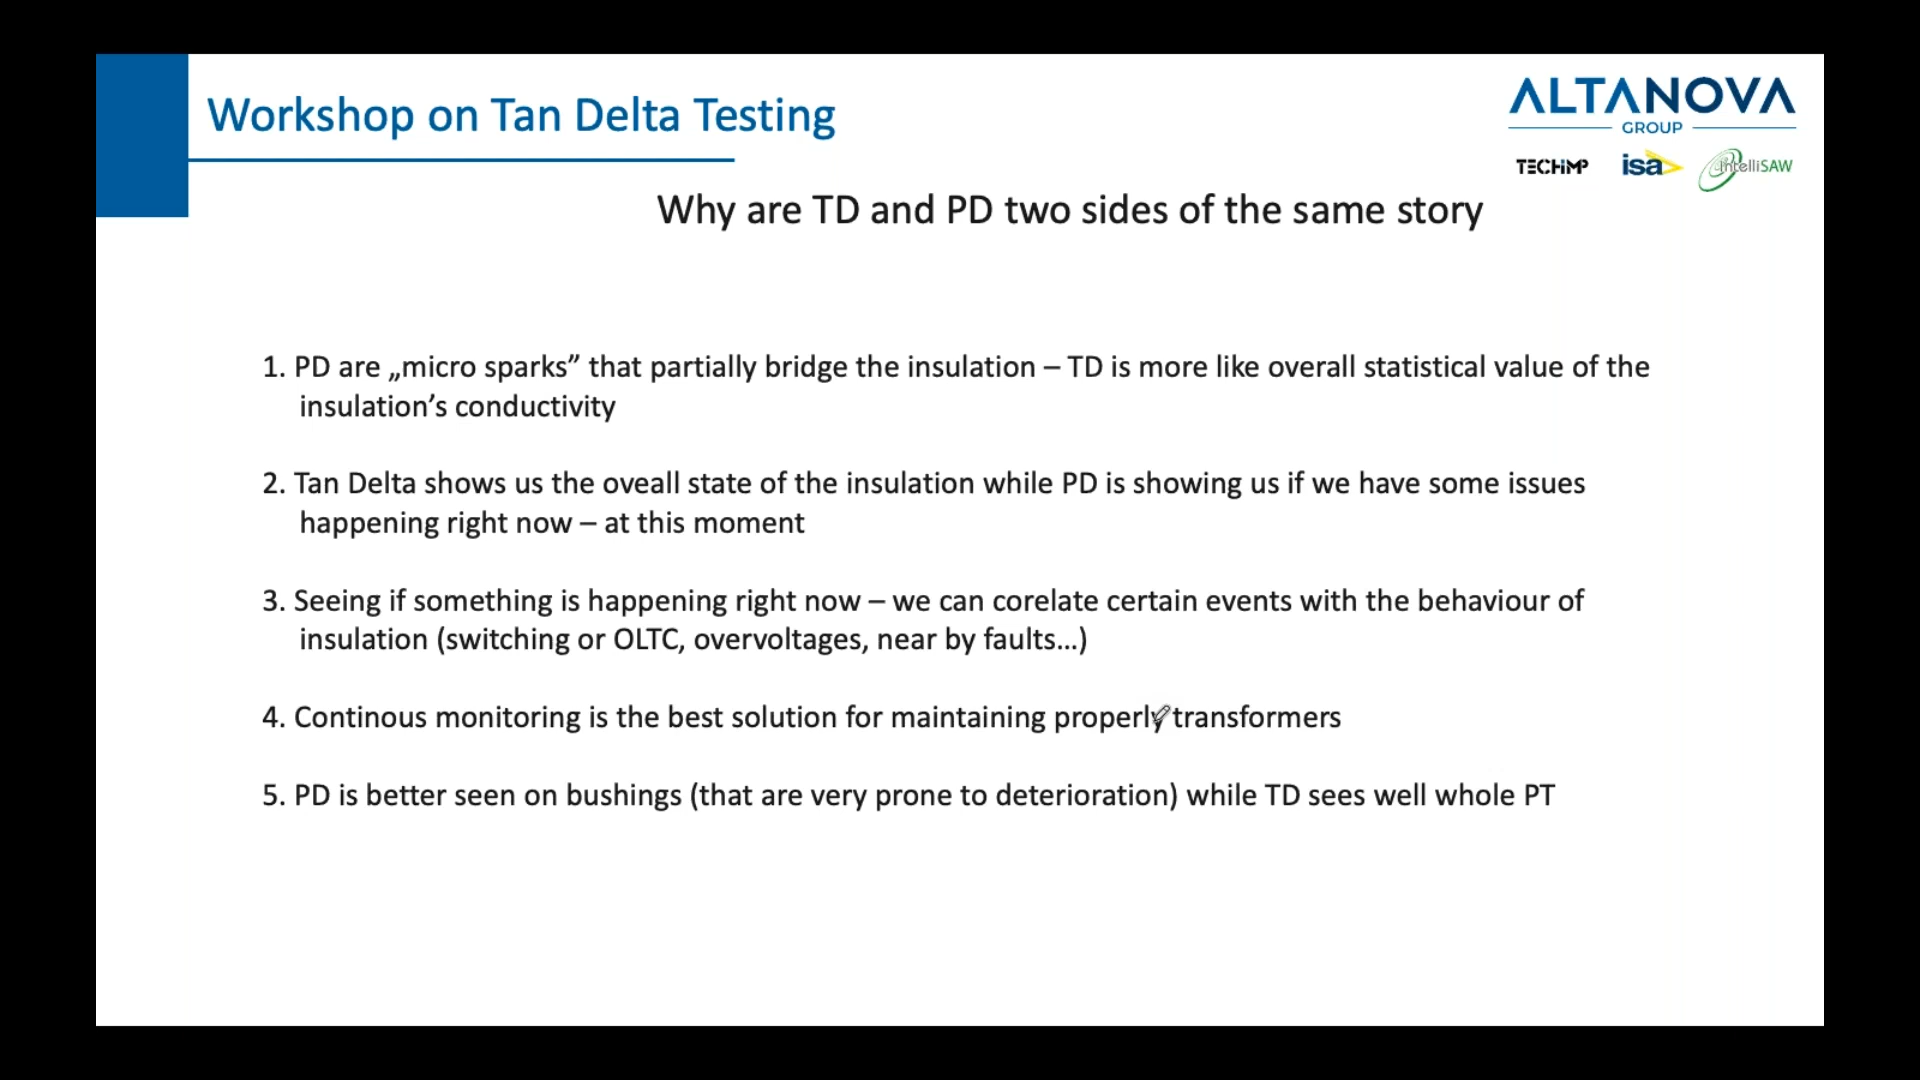 Workshop on Tan Delta Testing
ALTANOVA
GROUP
TECHIMP isa intelliSAW
Why are TD and PD two sides of the same story
1. PD are „micro sparks” that partially bridge the insulation – TD is more like overall statistical value of the
insulation’s conductivity
2. Tan Delta shows us the oveall state of the insulation while PD is showing us if we have some issues
happening right now – at this moment
3. Seeing if something is happening right now – we can corelate certain events with the behaviour of
insulation (switching or OLTC, overvoltages, near by faults…)
4. Continous monitoring is the best solution for maintaining properly transformers
5. PD is better seen on bushings (that are very prone to deterioration) while TD sees well whole PT